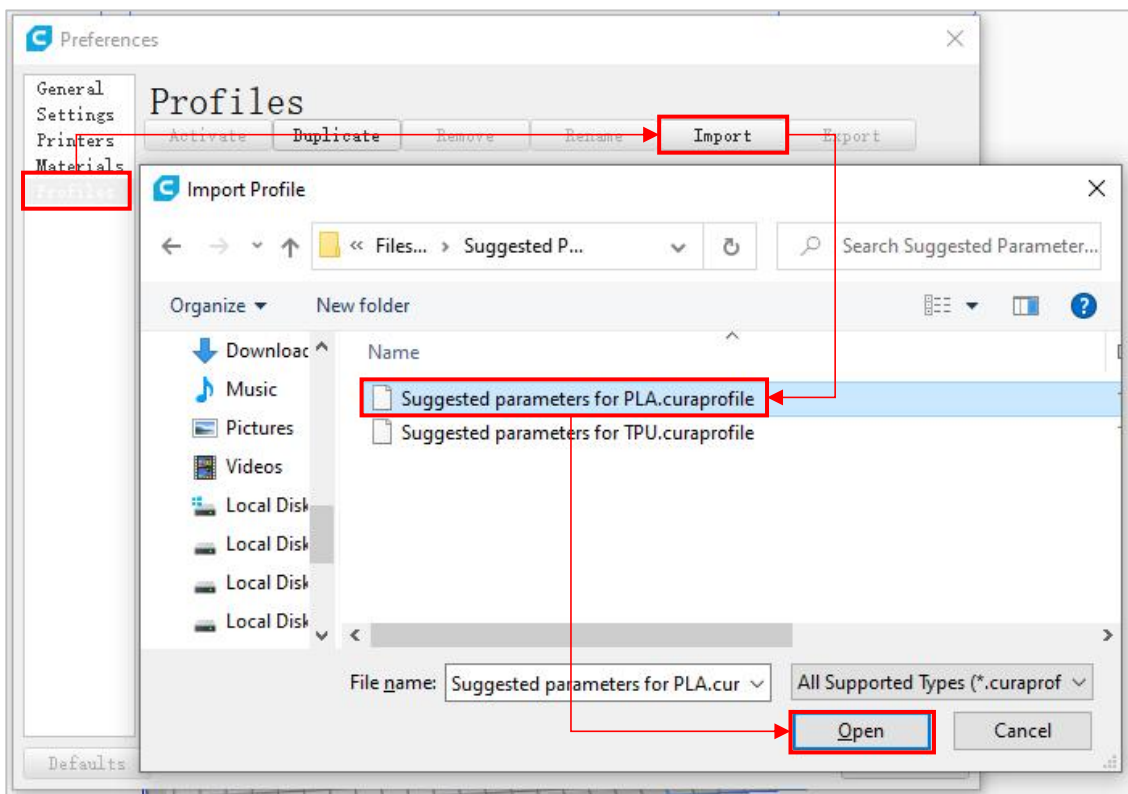 Preferences
General
Settings
Printers
Materials
Profiles
Profiles
Activate Duplicate Remove Rename Import Export
Import Profile
« Files... › Suggested P...
Search Suggested Parameter...
Organize New folder
Downloac
Music
Pictures
Videos
Local Disk
Local Disk
Local Disk
Local Disk
Name
Suggested parameters for PLA.curaprofile
Suggested parameters for TPU.curaprofile
File name: Suggested parameters for PLA.cur
All Supported Types (*.curaprof
Open Cancel
Defaults